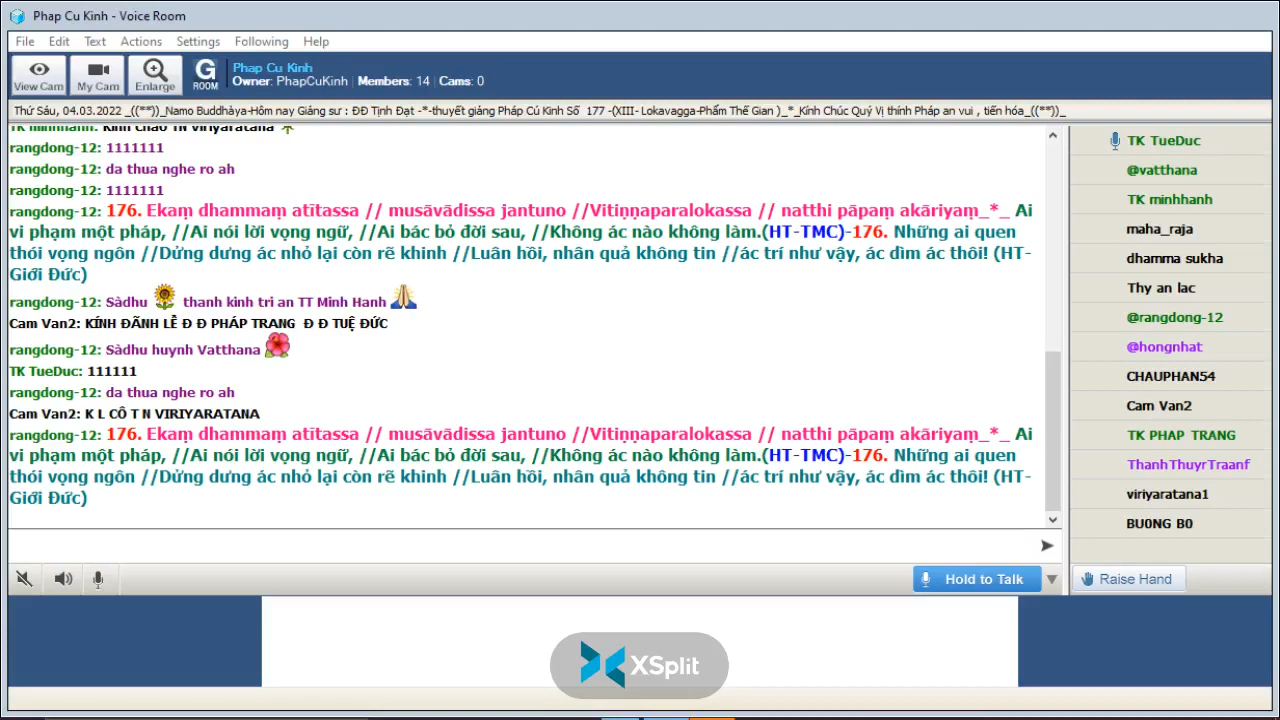 Phap Cu Kinh - Voice Room
File Edit Text Actions Settings Following Help
View Cam My Cam Enlarge G ROOM
Phap Cu Kinh
Owner: PhapCuKinh | Members: 14 | Cams: 0
Thứ Sáu, 04.03.2022 _((**))_Namo Buddhàya-Hôm nay Giảng sư : ĐĐ Tịnh Đạt -*-thuyết giảng Pháp Cú Kinh Số 177 -(XIII- Lokavagga-Phẩm Thế Gian )_*_Kính Chúc Quý Vị thính Pháp an vui , tiến hóa_((**))_
TK minhhanh: Kinh chao TN viriyaratana
rangdong-12: 1111111
rangdong-12: da thua nghe ro ah
rangdong-12: 1111111
rangdong-12: 176. Ekaṃ dhammaṃ atītassa // musāvādissa jantuno //Vitiṇṇaparalokassa // natthi pāpaṃ akāriyaṃ_*_ Ai
vi phạm một pháp, //Ai nói lời vọng ngữ, //Ai bác bỏ đời sau, //Không ác nào không làm.(HT-TMC)-176. Những ai quen
thói vọng ngôn //Dửng dưng ác nhỏ lại còn rẽ khinh //Luân hồi, nhân quả không tin //ác trí như vậy, ác dìm ác thôi! (HT-
Giới Đức)
rangdong-12: Sàdhu thanh kinh tri an TT Minh Hanh
Cam Van2: KÍNH ĐÃNH LỄ Đ Đ PHÁP TRANG Đ Đ TUỆ ĐỨC
rangdong-12: Sàdhu huynh Vatthana
TK TueDuc: 111111
rangdong-12: da thua nghe ro ah
Cam Van2: K L CÔ T N VIRIYARATANA
rangdong-12: 176. Ekaṃ dhammaṃ atītassa // musāvādissa jantuno //Vitiṇṇaparalokassa // natthi pāpaṃ akāriyaṃ_*_ Ai
vi phạm một pháp, //Ai nói lời vọng ngữ, //Ai bác bỏ đời sau, //Không ác nào không làm.(HT-TMC)-176. Những ai quen
thói vọng ngôn //Dửng dưng ác nhỏ lại còn rẽ khinh //Luân hồi, nhân quả không tin //ác trí như vậy, ác dìm ác thôi! (HT-
Giới Đức)
TK TueDuc
@vatthana
TK minhhanh
maha_raja
dhamma sukha
Thy an lac
@rangdong-12
@hongnhat
CHAUPHAN54
Cam Van2
TK PHAP TRANG
ThanhThuyrTraanf
viriyaratana1
BU0NG B0
Hold to Talk
Raise Hand
XSplit